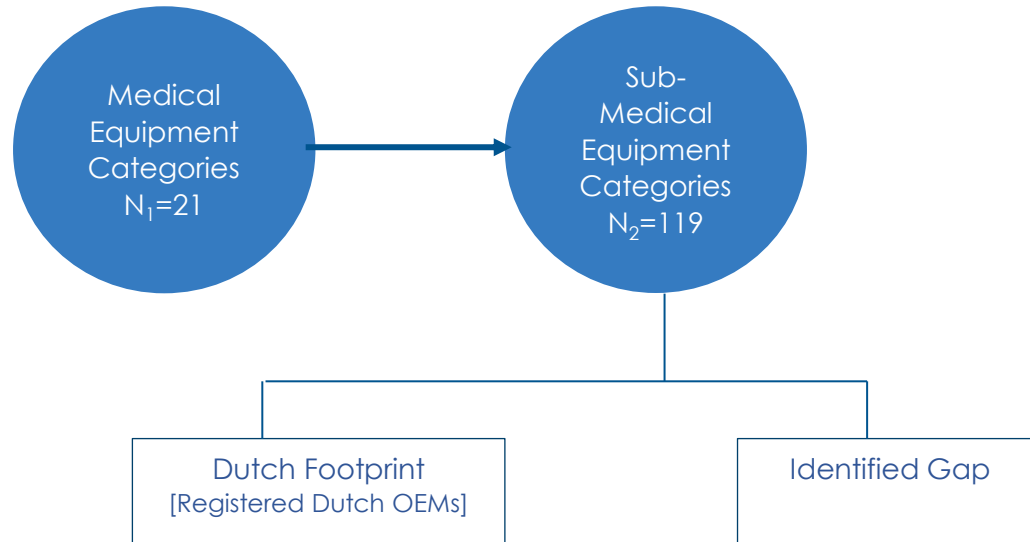 Medical
Equipment
Categories
N₁=21
Sub-
Medical
Equipment
Categories
N₂=119
Dutch Footprint
[Registered Dutch OEMs]
Identified Gap